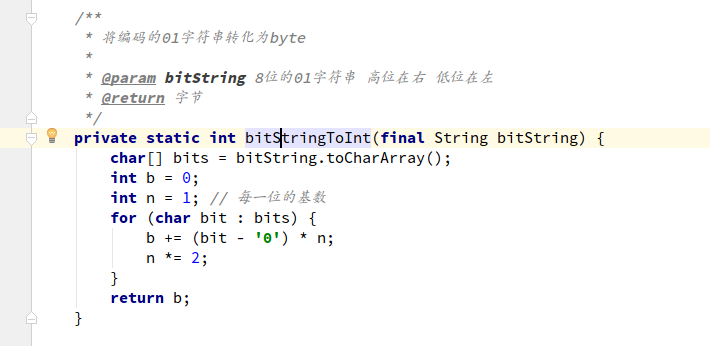 /**
 * 将编码的01字符串转化为byte
 *
 * @param bitString 8位的01字符串 高位在右 低位在左
 * @return 字节
 */
private static int bitStringToInt(final String bitString) {
    char[] bits = bitString.toCharArray();
    int b = 0;
    int n = 1; // 每一位的基数
    for (char bit : bits) {
        b += (bit - '0') * n;
        n *= 2;
    }
    return b;
}